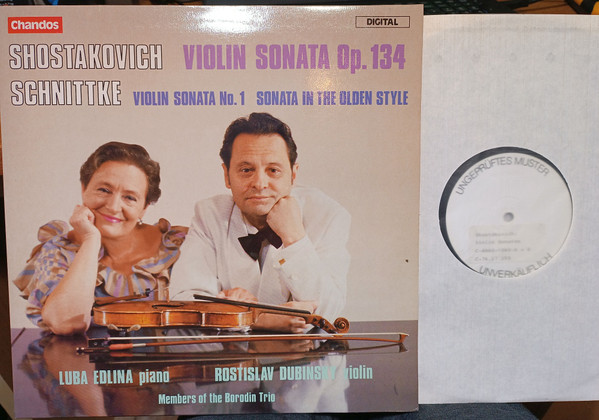 Chandos
DIGITAL
SHOSTAKOVICH VIOLIN SONATA Op. 134
SCHNITTKE VIOLIN SONATA No. 1 SONATA IN THE OLDEN STYLE
LUBA EDLINA piano ROSTISLAV DUBINSKY violin
Members of the Borodin Trio
UNGEPRÜFTES MUSTER
UNVERKÄUFLICH